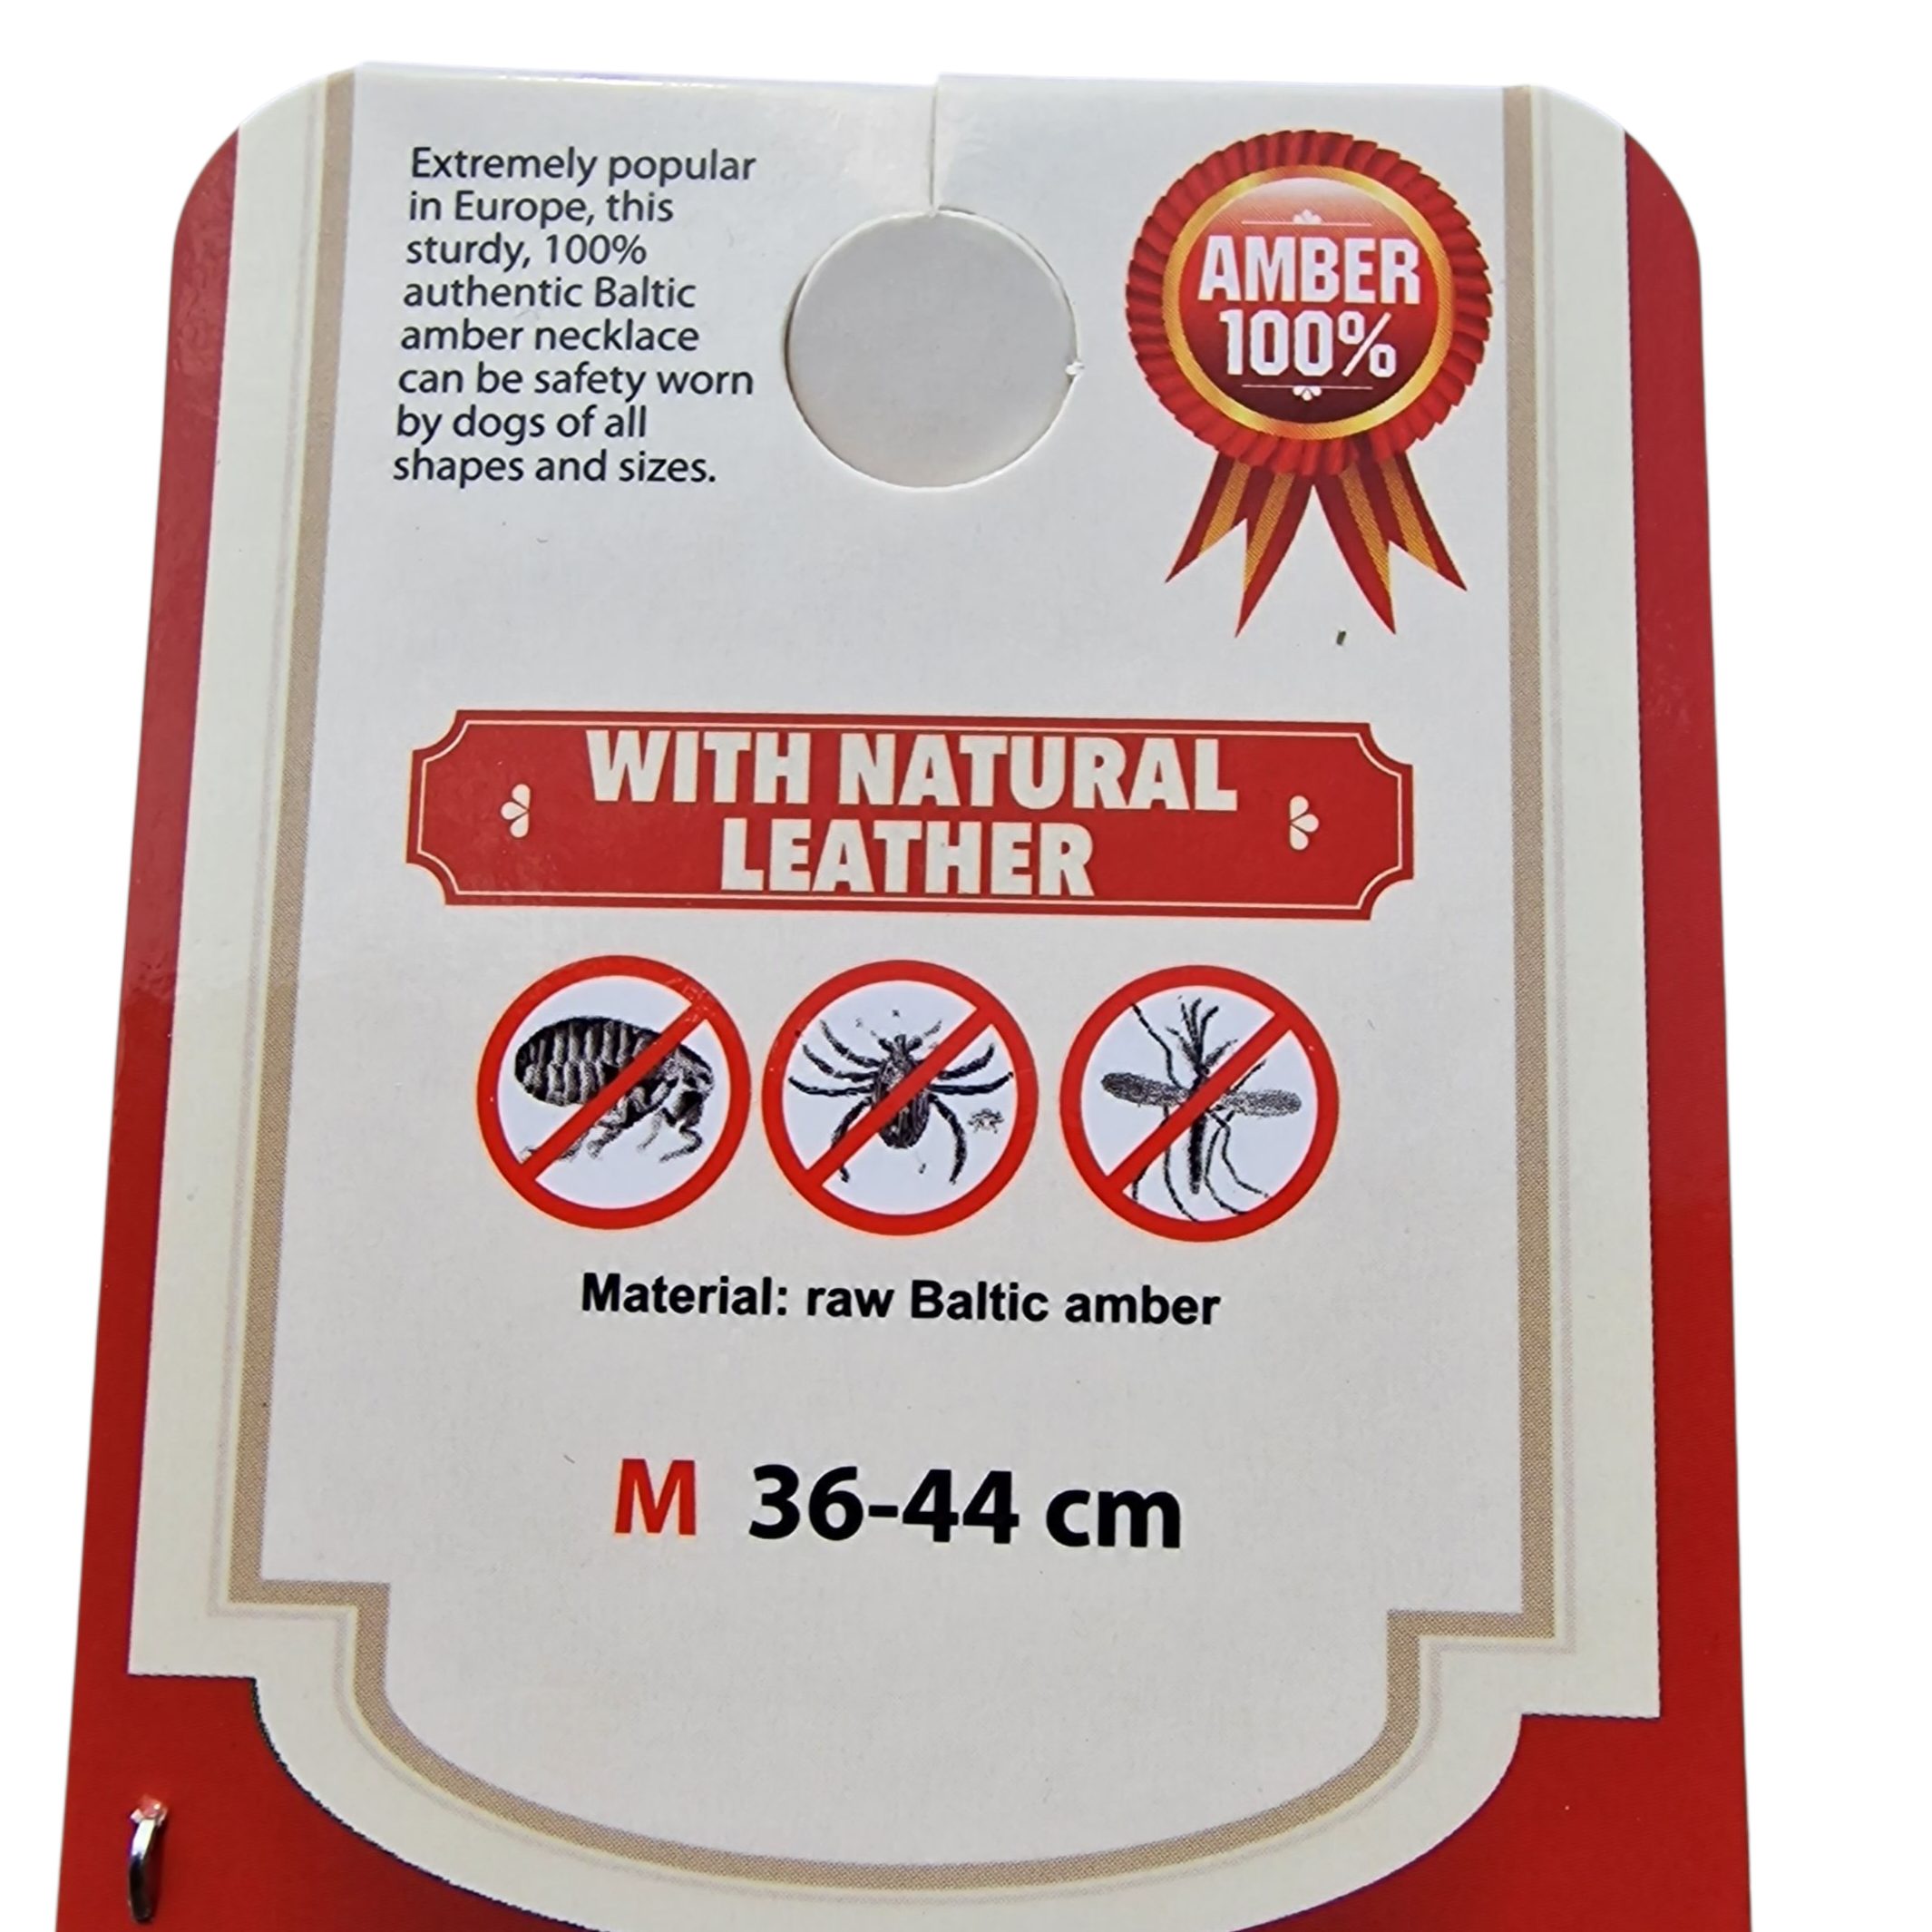 Extremely popular
in Europe, this
sturdy, 100%
authentic Baltic
amber necklace
can be safety worn
by dogs of all
shapes and sizes.
AMBER
100%
WITH NATURAL
LEATHER
Material: raw Baltic amber
M 36-44 cm